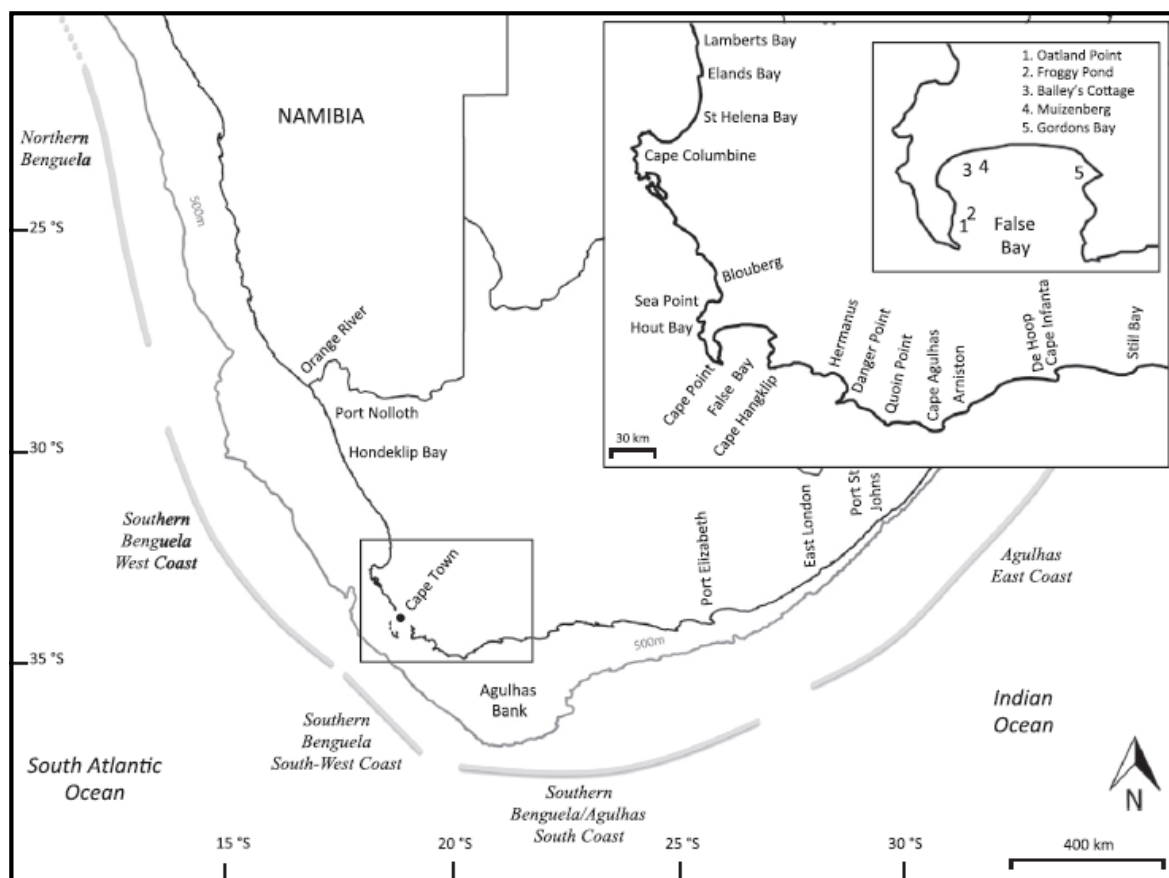 NAMIBIA
Northern
Benguela
500m
25 °S
Orange River
Port Nolloth
Hondeklip Bay
30 °S
Southern
Benguela
West Coast
Cape Town
35 °S
Southern
Benguela
South-West Coast
South Atlantic
Ocean
Agulhas
Bank
Southern
Benguela/Agulhas
South Coast
Port Elizabeth
East London
Port St
Johns
500m
Agulhas
East Coast
Indian
Ocean
N
15 °S
20 °S
25 °S
30 °S
400 km
Lamberts Bay
Elands Bay
St Helena Bay
Cape Columbine
Blouberg
Sea Point
Hout Bay
Cape Point
False Bay
Cape Hangklip
Hermanus
Danger Point
Quoin Point
Cape Agulhas
Arniston
De Hoop
Cape Infanta
Still Bay
30 km
1. Oatland Point
2. Froggy Pond
3. Bailey's Cottage
4. Muizenberg
5. Gordons Bay
3
4
5
2
1
False
Bay